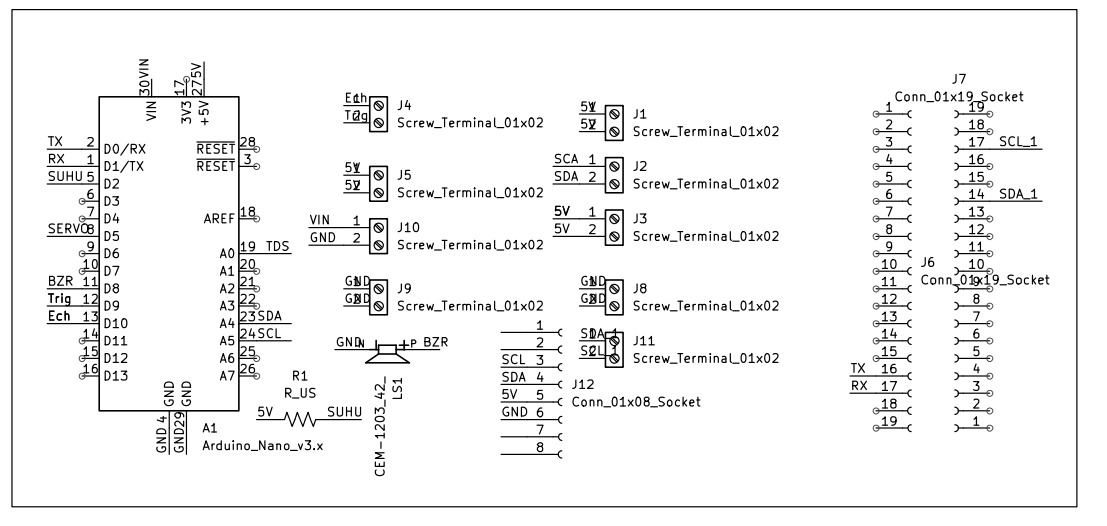 30 VIN
17
27 5V
VIN
3V3
+5V
TX 2 D0/RX
RX 1 D1/TX
SUHU 5 D2
6 D3
7 D4
SERVO 8 D5
9 D6
10 D7
BZR 11 D8
Trig 12 D9
Ech 13 D10
14 D11
15 D12
16 D13
RESET 28
RESET 3
AREF 18
A0 19 TDS
A1 20
A2 21
A3 22
A4 23 SDA
A5 24 SCL
A6 25
A7 26
GND
GND
GND 4
GND 29
A1
Arduino_Nano_v3.x
R1
R_US
5V
SUHU
Ech 1
Trig 2
J4
Screw_Terminal_01x02
5V 1
5V 2
J5
Screw_Terminal_01x02
VIN 1
GND 2
J10
Screw_Terminal_01x02
GND 1
GND 2
J9
Screw_Terminal_01x02
GND N
+ P BZR
LS1
CEM-1203_42_
5V 1
5V 2
J1
Screw_Terminal_01x02
SCA 1
SDA 2
J2
Screw_Terminal_01x02
5V 1
5V 2
J3
Screw_Terminal_01x02
GND 1
GND 2
J8
Screw_Terminal_01x02
SDA_1 1
SCL_1 2
J11
Screw_Terminal_01x02
1
2
SCL 3
SDA 4
5V 5
GND 6
7
8
J12
Conn_01x08_Socket
J7
Conn_01x19_Socket
1
2
3
4
5
6
7
8
9
10
11
12
13
14
15
TX 16
RX 17
18
19
J6
Conn_01x19_Socket
19
18
17 SCL_1
16
15
14 SDA_1
13
12
11
10
9
8
7
6
5
4
3
2
1